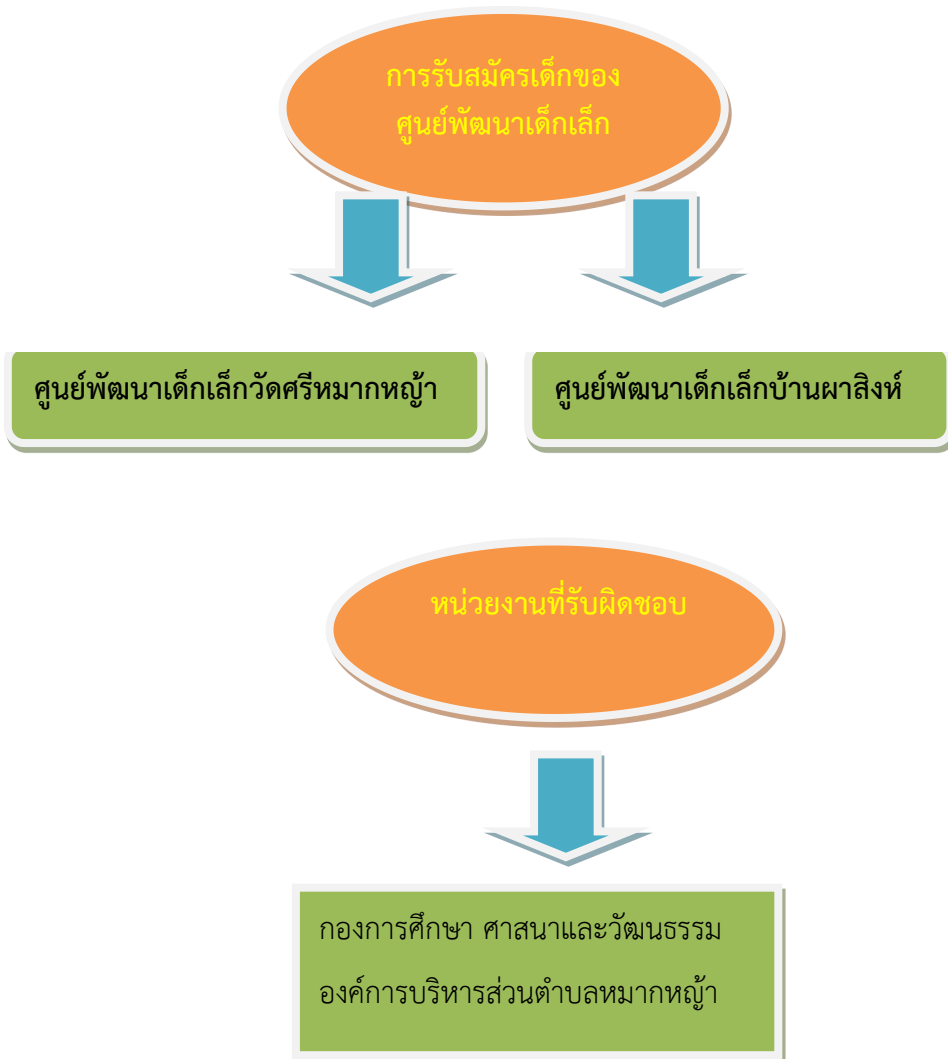 การรับสมัครเด็กของ
ศูนย์พัฒนาเด็กเล็ก
ศูนย์พัฒนาเด็กเล็กวัดศรีหมากหญ้า
ศูนย์พัฒนาเด็กเล็กบ้านผาสิงห์
หน่วยงานที่รับผิดชอบ
กองการศึกษา ศาสนาและวัฒนธรรม
องค์การบริหารส่วนตำบลหมากหญ้า